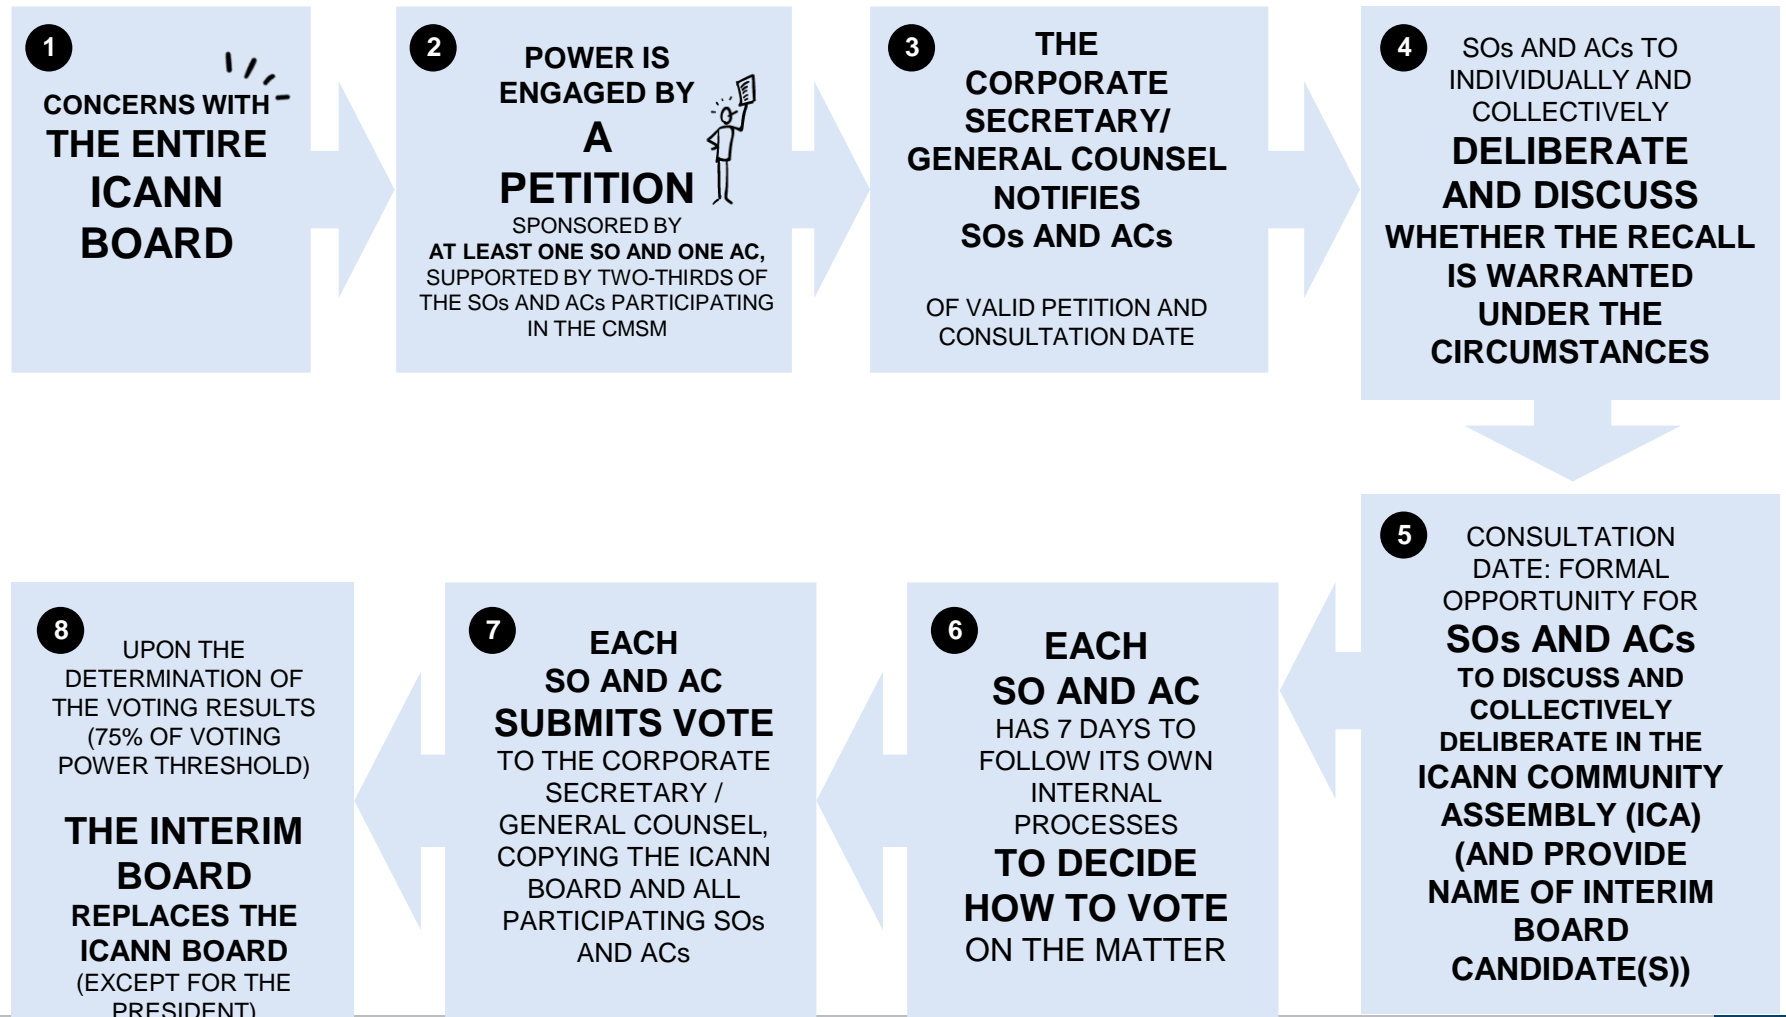 1
CONCERNS WITH
THE ENTIRE
ICANN
BOARD
2
POWER IS
ENGAGED BY
A
PETITION
SPONSORED BY
AT LEAST ONE SO AND ONE AC,
SUPPORTED BY TWO-THIRDS OF
THE SOs AND ACs PARTICIPATING
IN THE CMSM
3
THE
CORPORATE
SECRETARY/
GENERAL COUNSEL
NOTIFIES
SOs AND ACs
OF VALID PETITION AND
CONSULTATION DATE
4
SOs AND ACs TO
INDIVIDUALLY AND
COLLECTIVELY
DELIBERATE
AND DISCUSS
WHETHER THE RECALL
IS WARRANTED
UNDER THE
CIRCUMSTANCES
5
CONSULTATION
DATE: FORMAL
OPPORTUNITY FOR
SOs AND ACs
TO DISCUSS AND
COLLECTIVELY
DELIBERATE IN THE
ICANN COMMUNITY
ASSEMBLY (ICA)
(AND PROVIDE
NAME OF INTERIM
BOARD
CANDIDATE(S))
6
EACH
SO AND AC
HAS 7 DAYS TO
FOLLOW ITS OWN
INTERNAL
PROCESSES
TO DECIDE
HOW TO VOTE
ON THE MATTER
7
EACH
SO AND AC
SUBMITS VOTE
TO THE CORPORATE
SECRETARY /
GENERAL COUNSEL,
COPYING THE ICANN
BOARD AND ALL
PARTICIPATING SOs
AND ACs
8
UPON THE
DETERMINATION OF
THE VOTING RESULTS
(75% OF VOTING
POWER THRESHOLD)
THE INTERIM
BOARD
REPLACES THE
ICANN BOARD
(EXCEPT FOR THE
PRESIDENT)